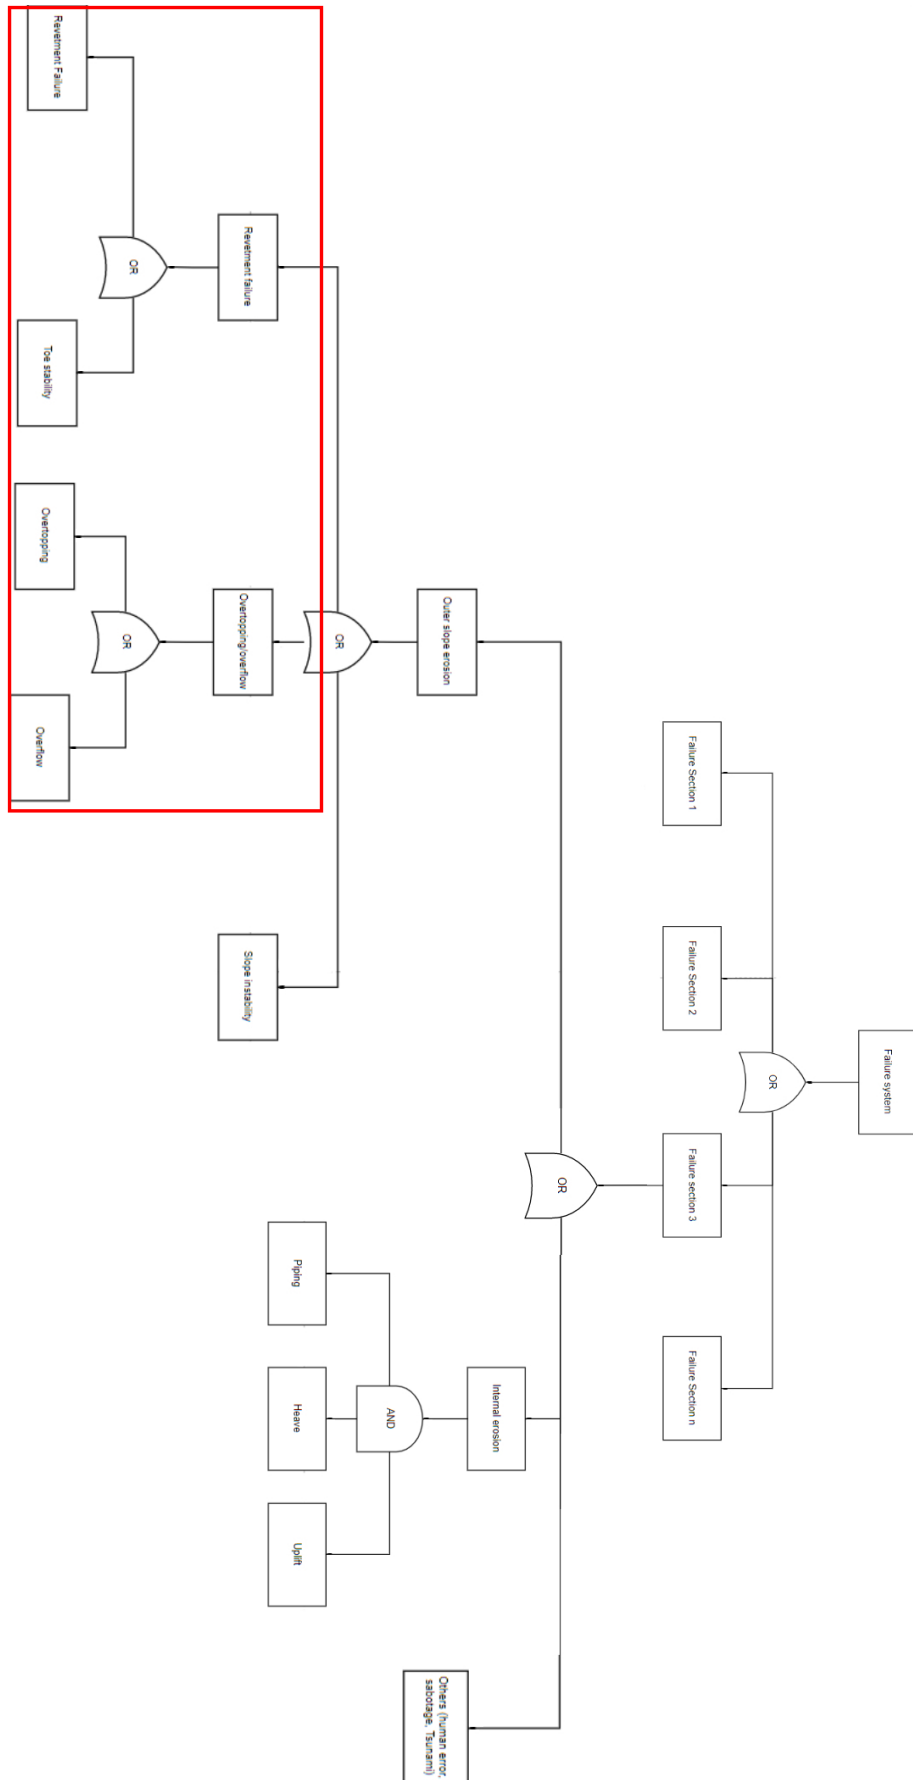 Failure system
OR
Failure Section 1
Failure Section 2
Failure section 3
Failure Section n
OR
Outer slope erosion
Internal erosion
Others (human error,
sabotage, Tsunami)
OR
AND
Revetment failure
Overtopping/overflow
Slope instability
Piping
Heave
Uplift
OR
OR
Revetment Failure
Toe stability
Overtopping
Overflow